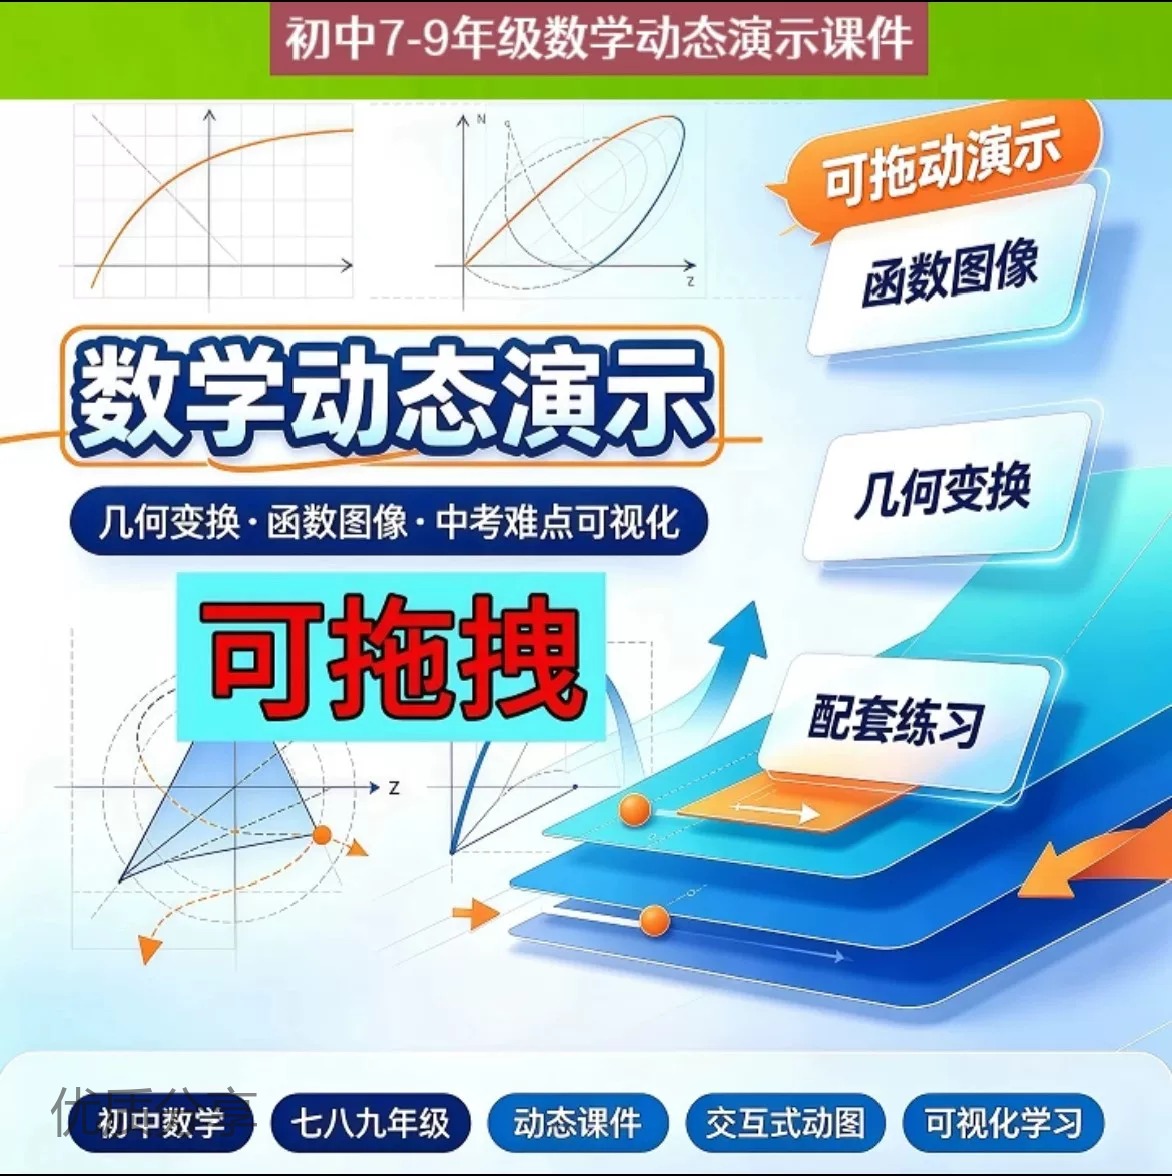 初中7-9年级数学动态演示课件
N
z
可拖动演示
函数图像
数学动态演示
几何变换·函数图像·中考难点可视化
几何变换
可拖拽
配套练习
z
优质分享
初中数学
七八九年级
动态课件
交互式动图
可视化学习